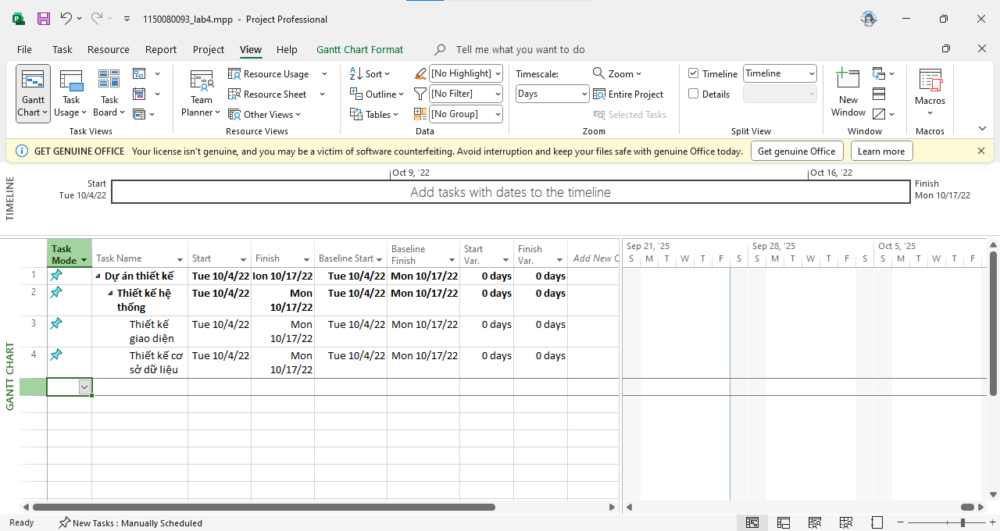 1150080093_lab4.mpp - Project Professional
File Task Resource Report Project View Help Gantt Chart Format Tell me what you want to do
Gantt Chart
Task Usage
Task Board
Task Views
Team Planner
Resource Usage
Resource Sheet
Other Views
Resource Views
Sort
Outline
Tables
[No Highlight]
[No Filter]
[No Group]
Data
Timescale:
Days
Zoom
Entire Project
Selected Tasks
Zoom
Timeline Timeline
Details
Split View
New Window
Window
Macros
Macros
GET GENUINE OFFICE Your license isn't genuine, and you may be a victim of software counterfeiting. Avoid interruption and keep your files safe with genuine Office today. Get genuine Office Learn more
TIMELINE
Oct 9, '22 Oct 16, '22
Start
Tue 10/4/22
Add tasks with dates to the timeline
Finish
Mon 10/17/22
GANTT CHART
Task Mode Task Name Start Finish Baseline Start Baseline Finish Start Var. Finish Var. Add New C
Sep 21, '25 Sep 28, '25 Oct 5, '25
S M T W T F S S M T W T F S S M T W T F
1 Dự án thiết kế Tue 10/4/22 lon 10/17/22 Tue 10/4/22 Mon 10/17/22 0 days 0 days
2 Thiết kế hệ thống Tue 10/4/22 Mon 10/17/22 Tue 10/4/22 Mon 10/17/22 0 days 0 days
3 Thiết kế giao diện Tue 10/4/22 Mon 10/17/22 Tue 10/4/22 Mon 10/17/22 0 days 0 days
4 Thiết kế cơ sở dữ liệu Tue 10/4/22 Mon 10/17/22 Tue 10/4/22 Mon 10/17/22 0 days 0 days
Ready New Tasks : Manually Scheduled